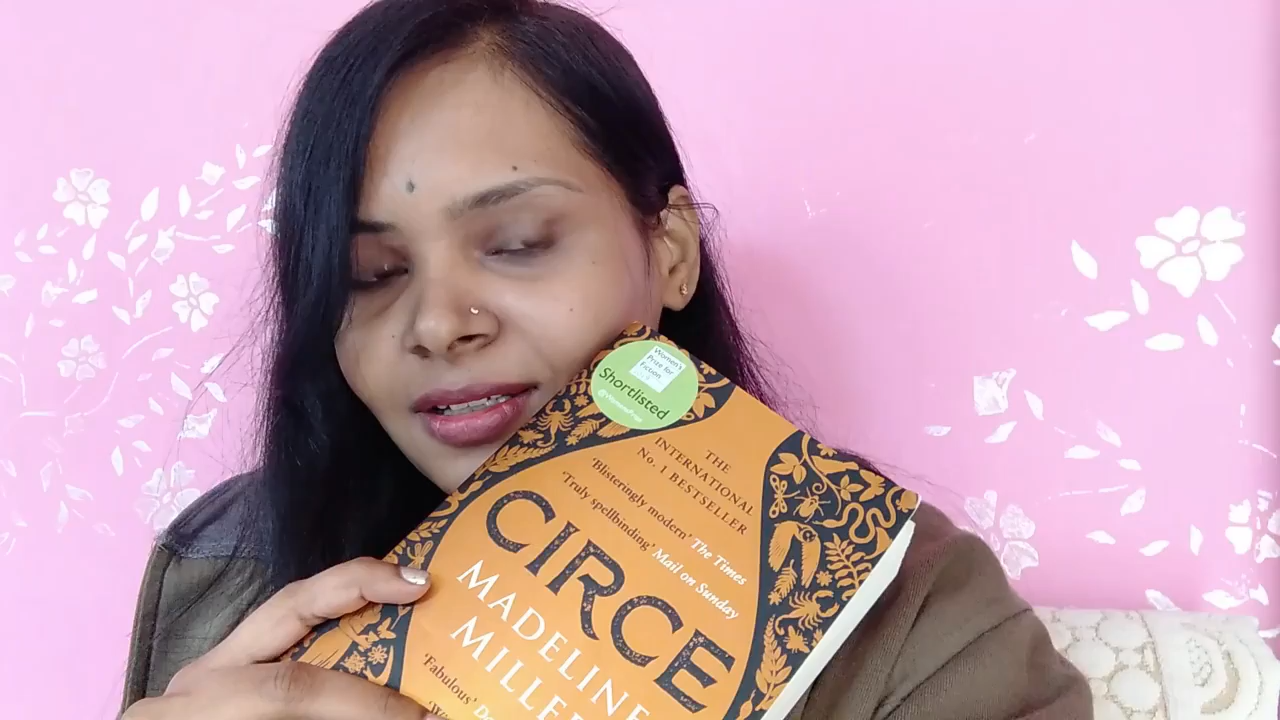 Women's
Prize for
Fiction
Shortlisted
@WomensPrize
THE
INTERNATIONAL
No. 1 BESTSELLER
'Blisteringly modern' The Times
'Truly spellbinding' Mail on Sunday
CIRCE
MADELINE
MILLER
'Fabulous'